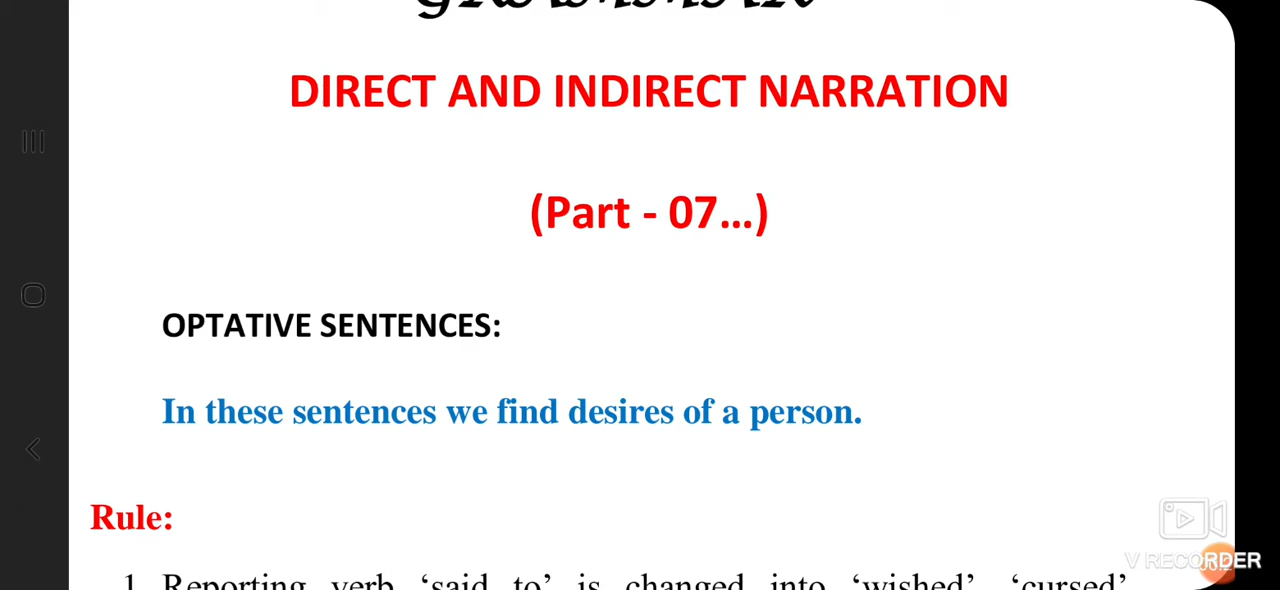 DIRECT AND INDIRECT NARRATION
(Part - 07...)
OPTATIVE SENTENCES:
In these sentences we find desires of a person.
Rule:
1. Reporting verb ‘said to’ is changed into ‘wished’, ‘cursed’,
V RECORDER